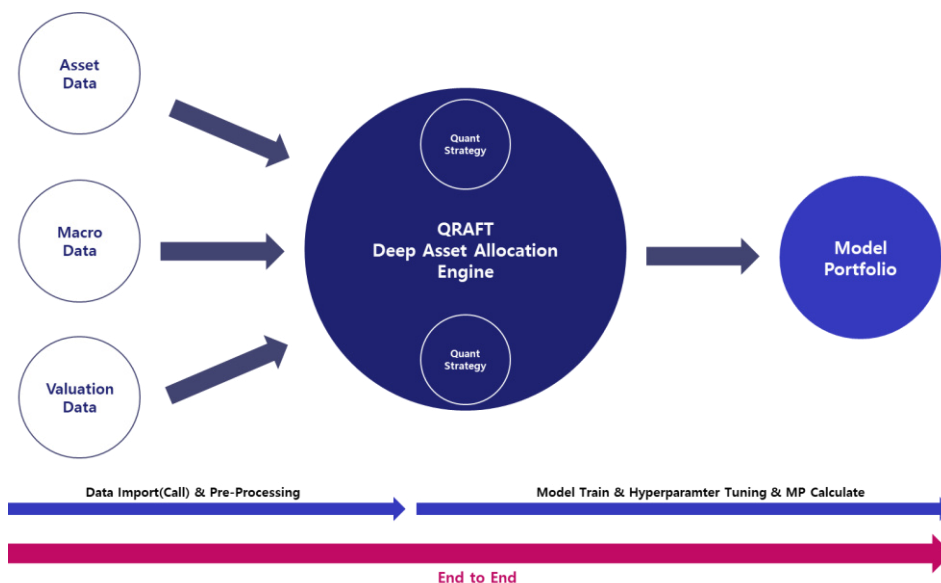 Asset
Data
Quant
Strategy
Macro
Data
QRAFT
Deep Asset Allocation
Engine
Model
Portfolio
Valuation
Data
Quant
Strategy
Data Import(Call) & Pre-Processing
Model Train & Hyperparamter Tuning & MP Calculate
End to End